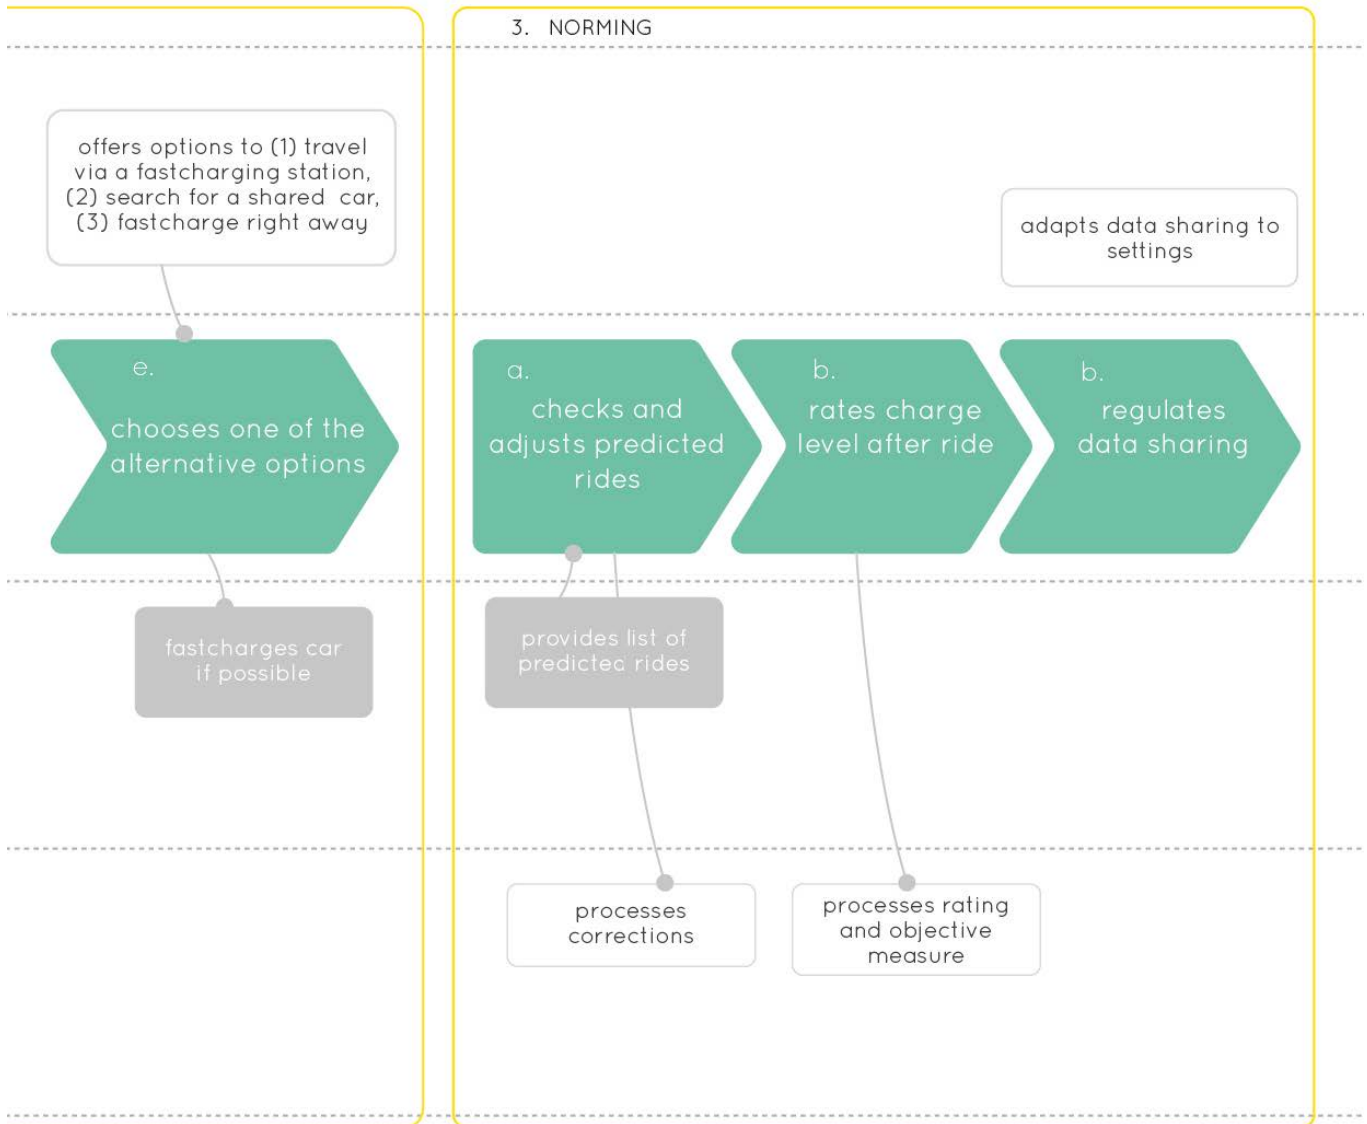 3. NORMING
offers options to (1) travel
via a fastcharging station,
(2) search for a shared car,
(3) fastcharge right away
adapts data sharing to
settings
e.
chooses one of the
alternative options
a.
checks and
adjusts predicted
rides
b.
rates charge
level after ride
b.
regulates
data sharing
fastcharges car
if possible
provides list of
predicted rides
processes
corrections
processes rating
and objective
measure